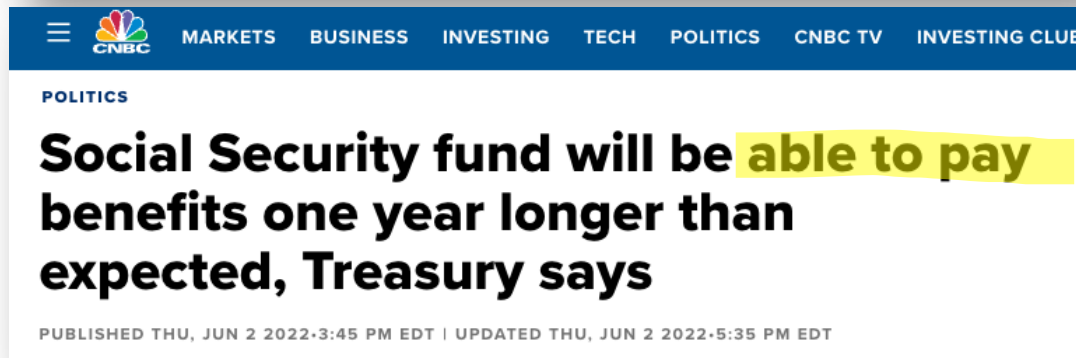 CNBC MARKETS BUSINESS INVESTING TECH POLITICS CNBC TV INVESTING CLUB
POLITICS
Social Security fund will be able to pay
benefits one year longer than
expected, Treasury says
PUBLISHED THU, JUN 2 2022•3:45 PM EDT | UPDATED THU, JUN 2 2022•5:35 PM EDT